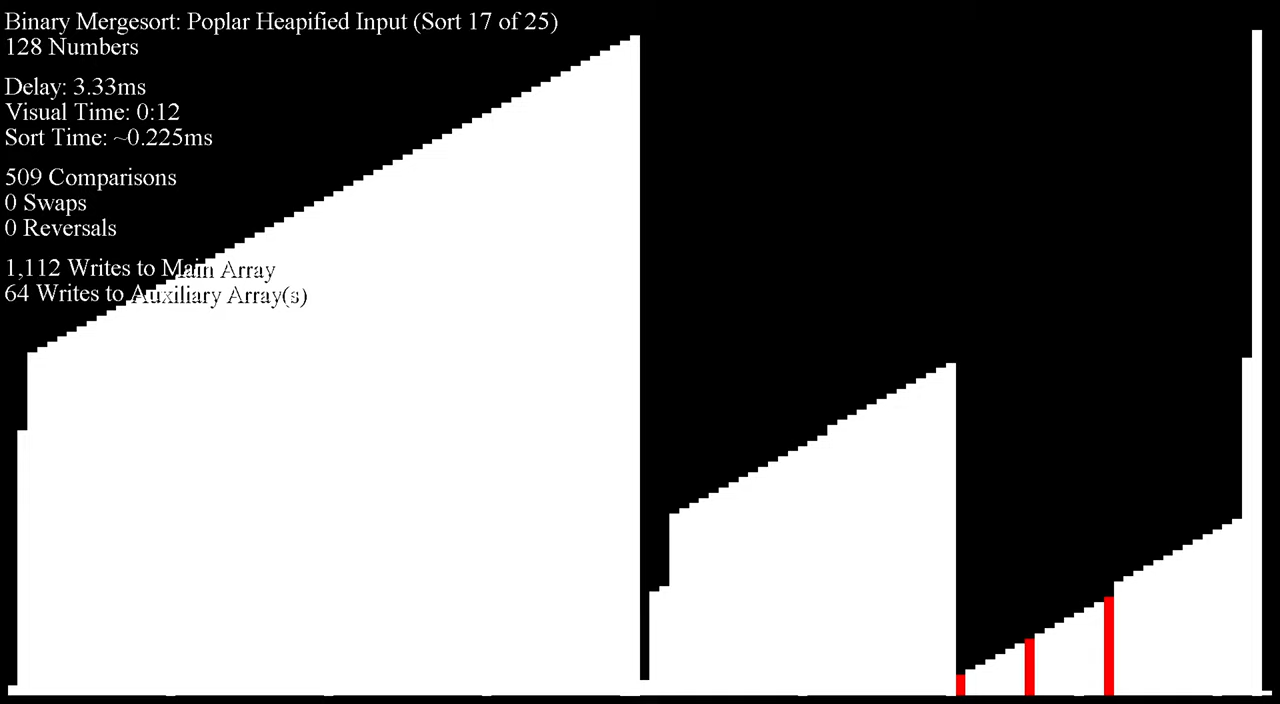 Binary Mergesort: Poplar Heapified Input (Sort 17 of 25)
128 Numbers
Delay: 3.33ms
Visual Time: 0:12
Sort Time: ~0.225ms
509 Comparisons
0 Swaps
0 Reversals
1,112 Writes to Main Array
64 Writes to Auxiliary Array(s)